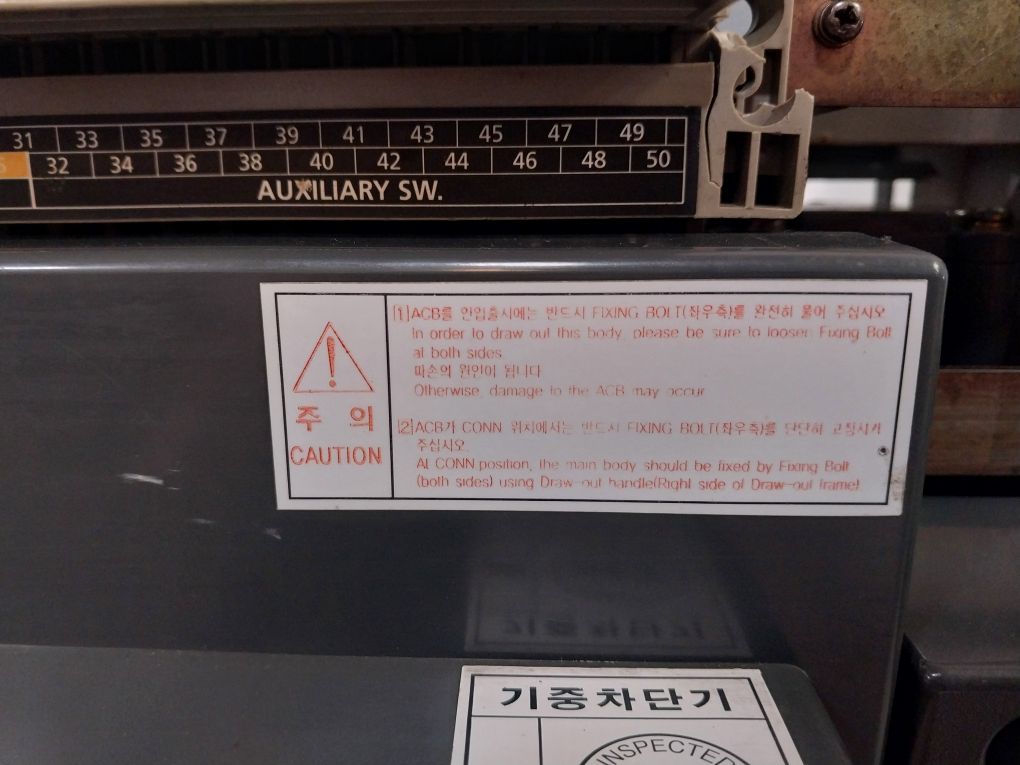 31 33 35 37 39 41 43 45 47 49
32 34 36 38 40 42 44 46 48 50
AUXILIARY SW.
주 의
CAUTION
[1] ACB를 인입출시에는 반드시 FIXING BOLT(좌우측)를 완전히 풀어 주십시오
In order to draw out this body, please be sure to loosen Fixing Bolt
at both sides.
파손의 원인이 됩니다
Otherwise, damage to the ACB may occur
[2] ACB가 CONN 위치에서는 반드시 FIXING BOLT(좌우측)를 단단히 고정시켜
주십시오.
At CONN position, the main body should be fixed by Fixing Bolt
(both sides) using Draw-out handle(Right side of Draw-out frame).
기중차단기
INSPECTED